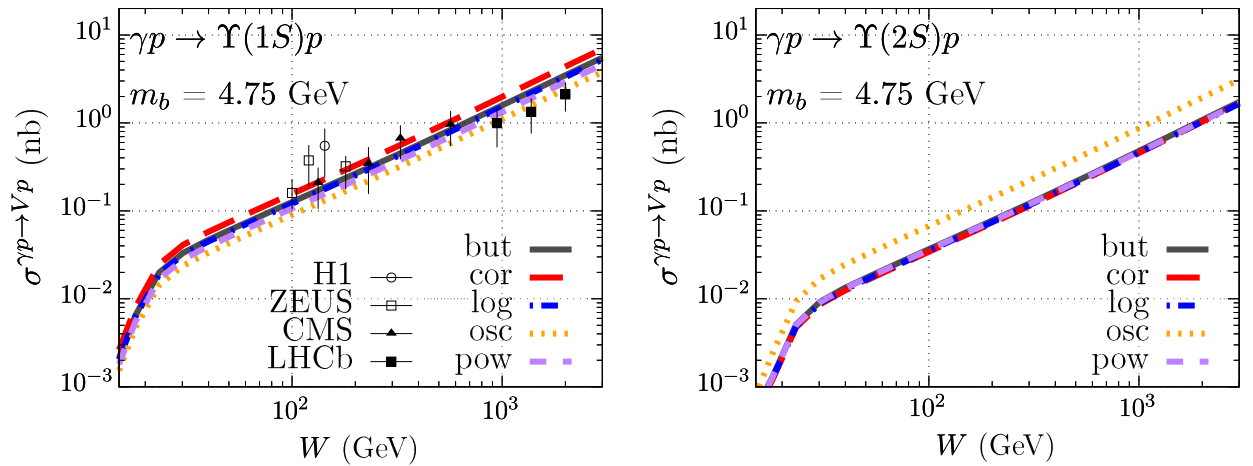 γp → ϒ(1S)p
m_b = 4.75 GeV
σ^{γp→Vp} (nb)
10^1
10^0
10^{−1}
10^{−2}
10^{−3}
H1
ZEUS
CMS
LHCb
but
cor
log
osc
pow
10^2
10^3
W (GeV)
γp → ϒ(2S)p
m_b = 4.75 GeV
σ^{γp→Vp} (nb)
10^1
10^0
10^{−1}
10^{−2}
10^{−3}
but
cor
log
osc
pow
10^2
10^3
W (GeV)